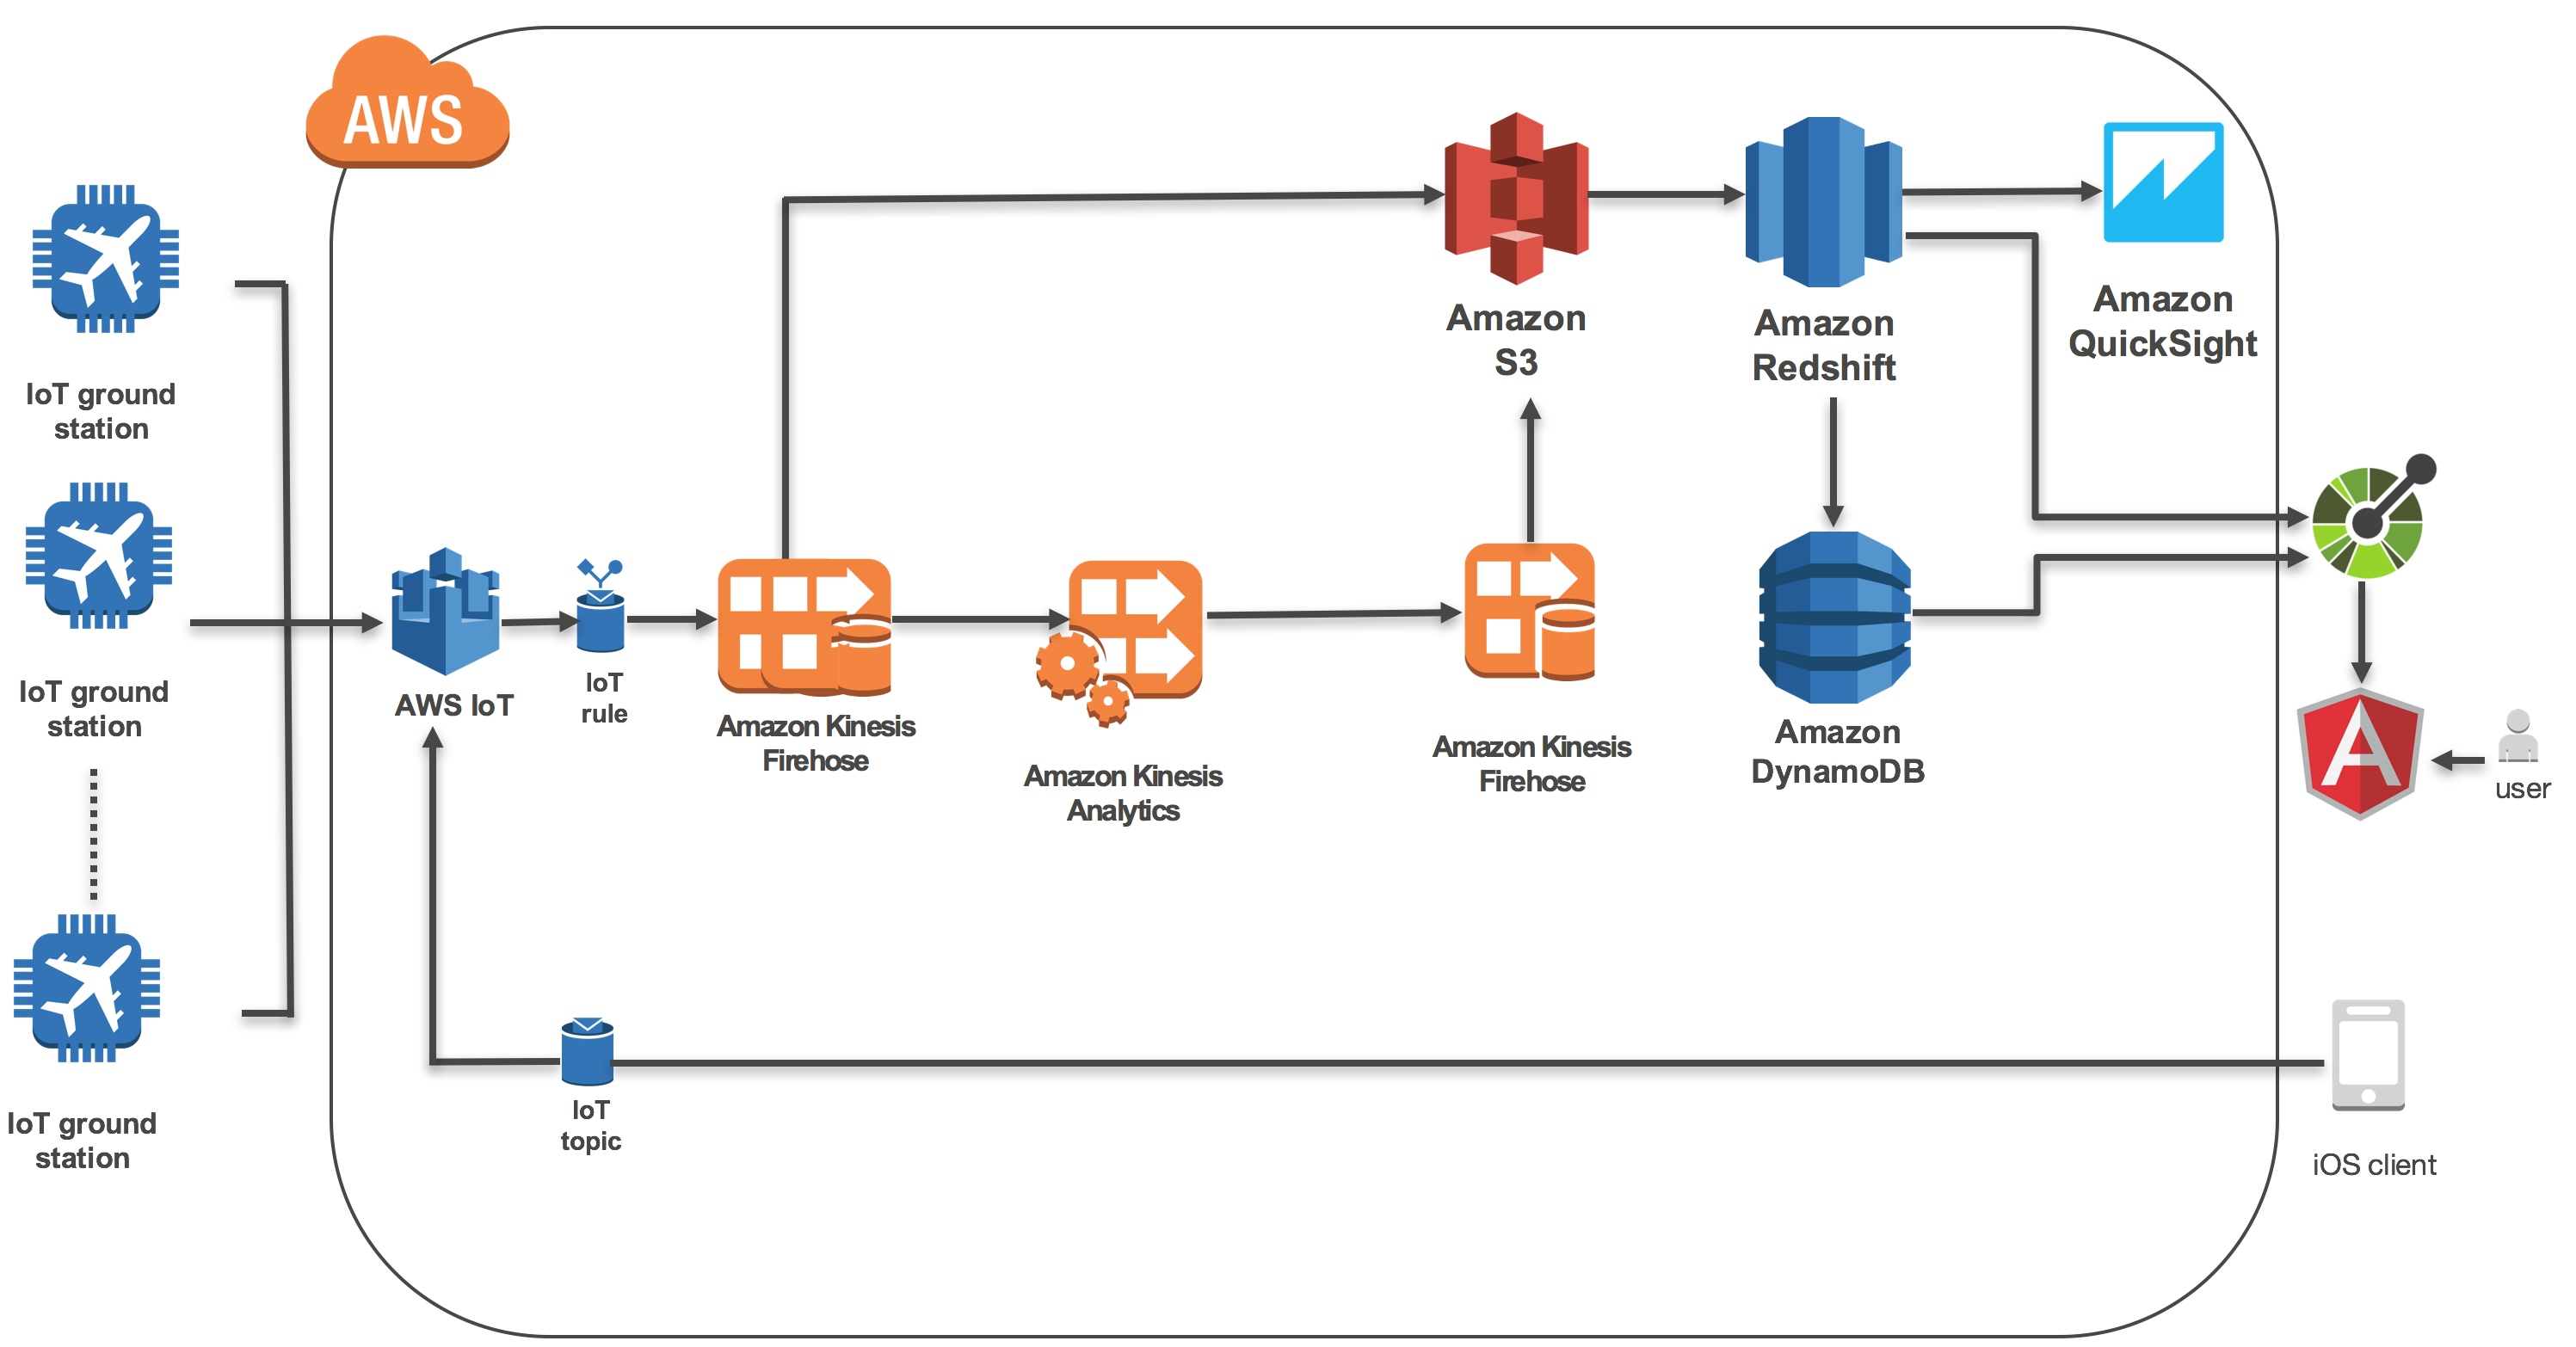 AWS
IoT ground
station
IoT ground
station
IoT ground
station
AWS IoT
IoT
rule
Amazon Kinesis
Firehose
Amazon Kinesis
Analytics
Amazon Kinesis
Firehose
Amazon
S3
Amazon
Redshift
Amazon
QuickSight
Amazon
DynamoDB
A
user
IoT
topic
iOS client